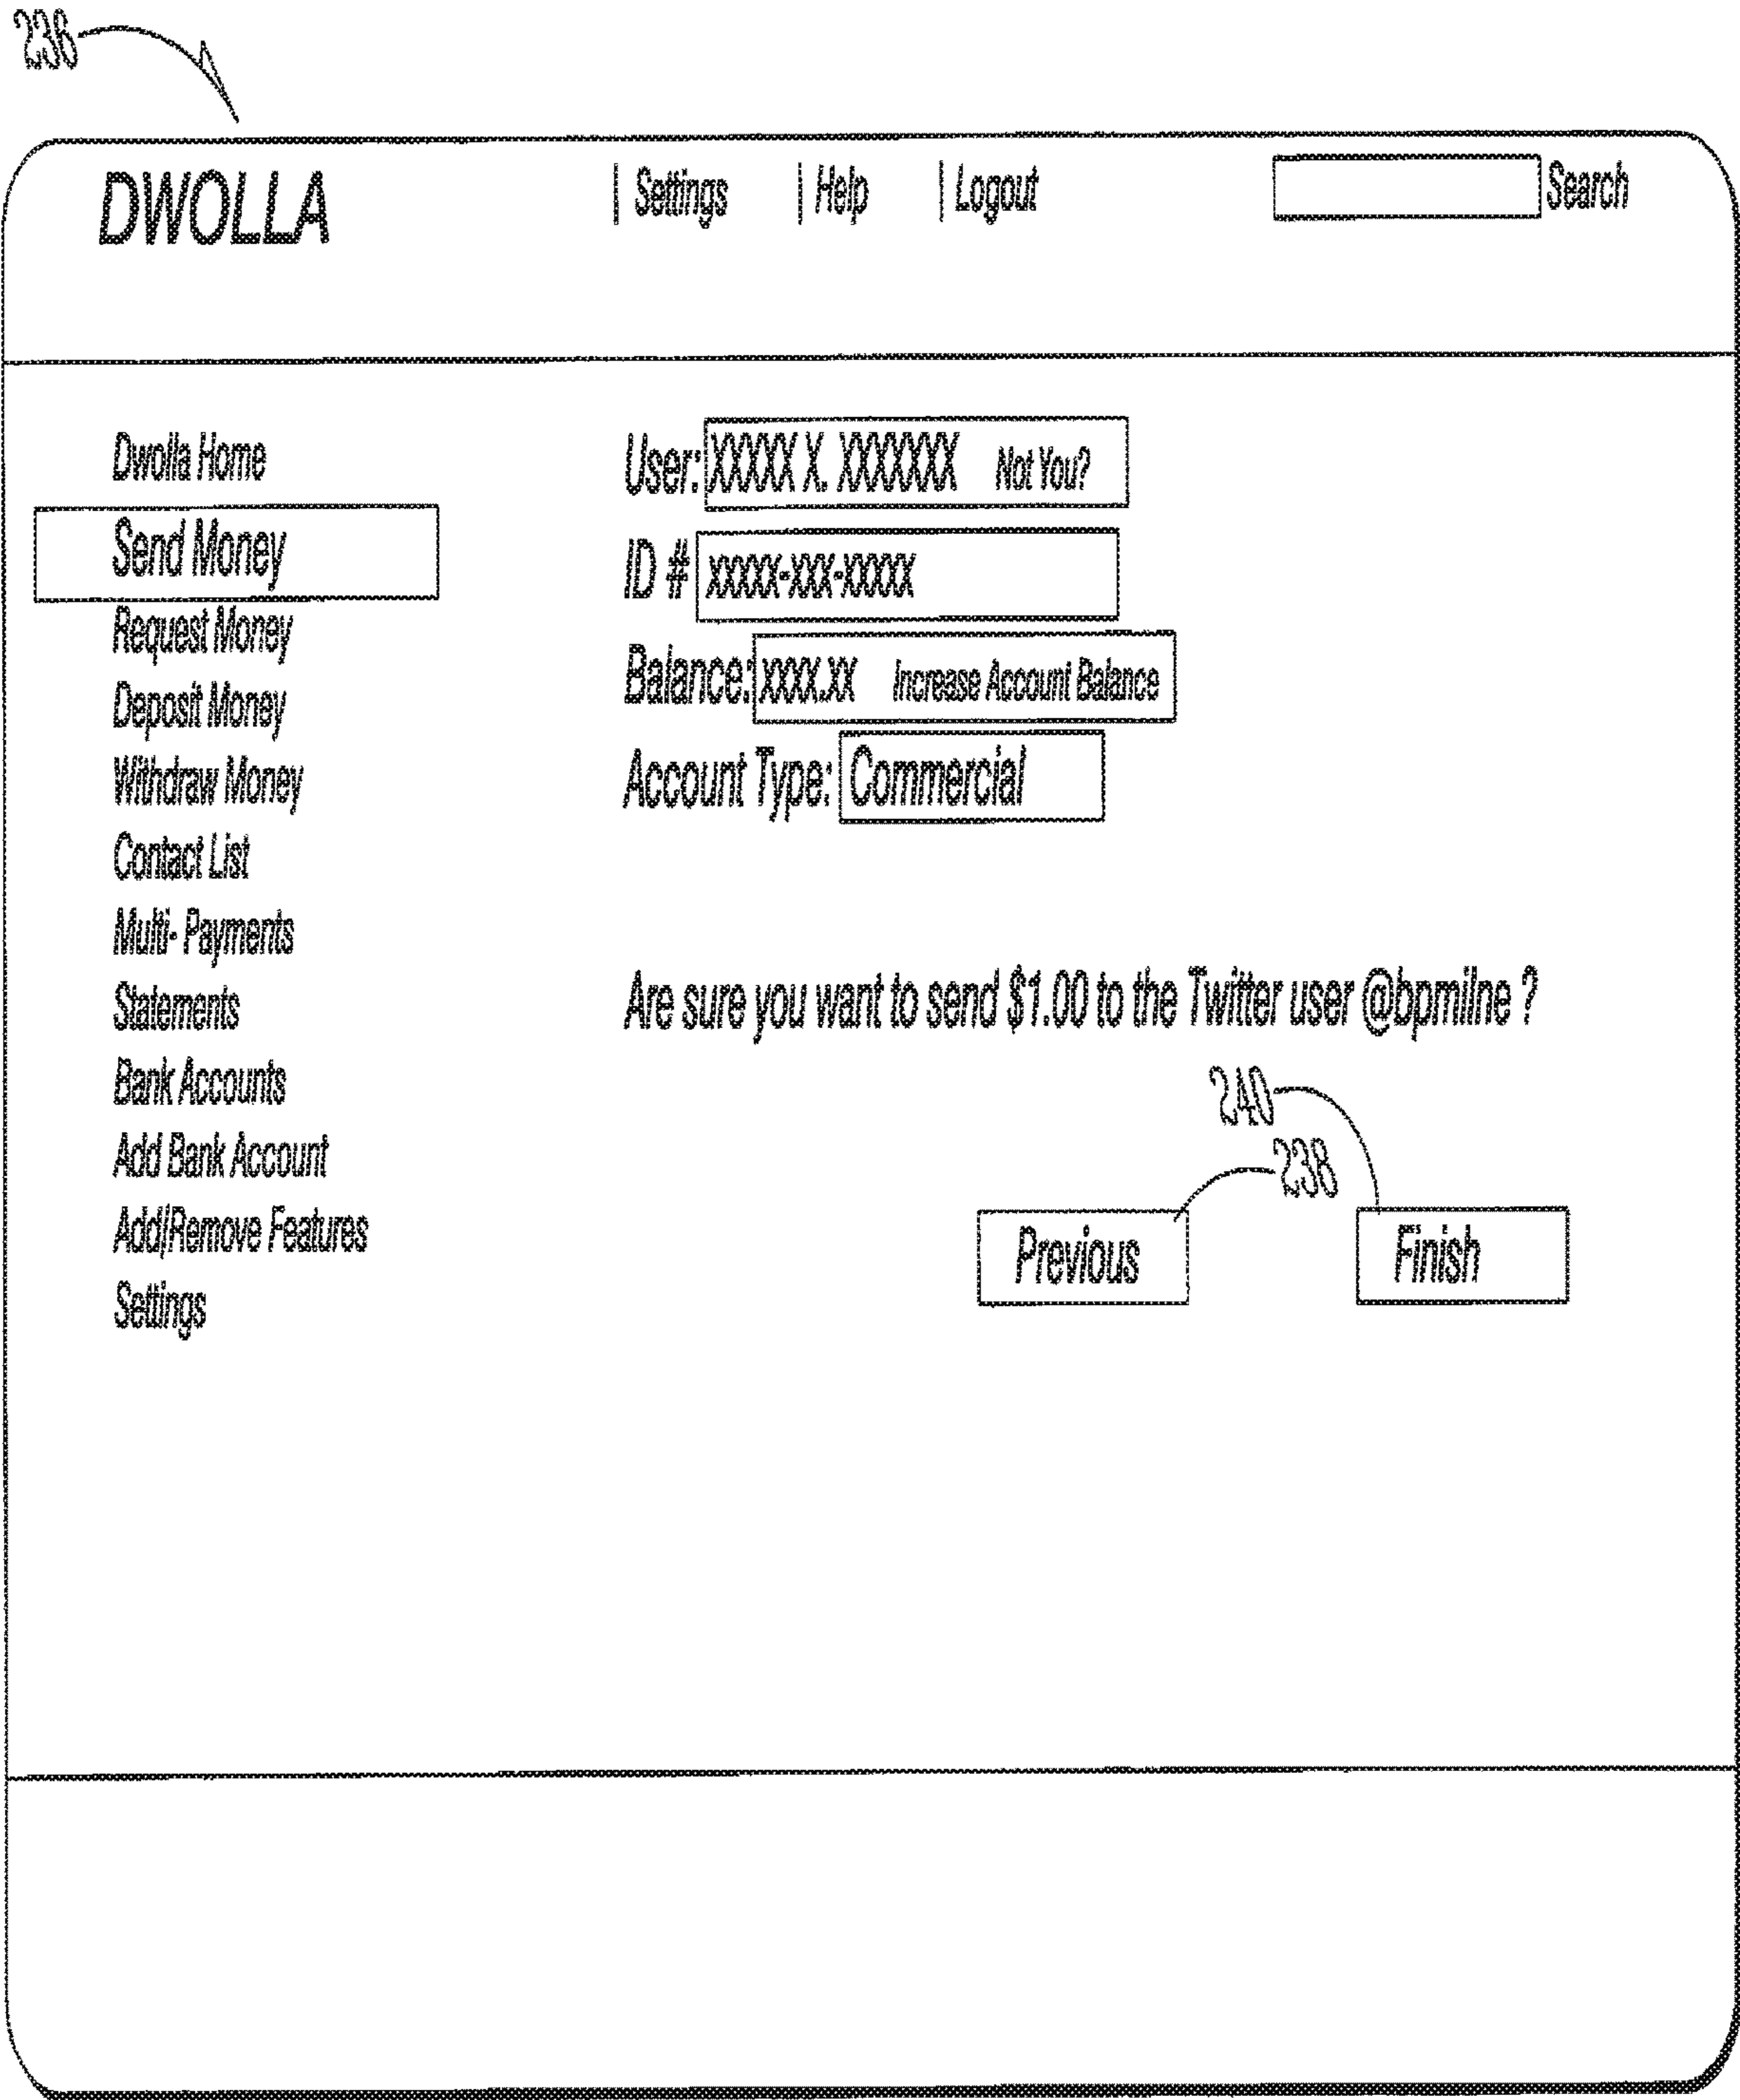 236
DWOLLA | Settings | Help | Logout Search
Dwolla Home
Send Money
Request Money
Deposit Money
Withdraw Money
Contact List
Multi- Payments
Statements
Bank Accounts
Add Bank Account
Add/Remove Features
Settings
User: XXXXX X. XXXXXXX Not You?
ID # xxxxx-xxx-xxxxx
Balance: xxxx.xx Increase Account Balance
Account Type: Commercial
Are sure you want to send $1.00 to the Twitter user @bpmilne ?
240
238
Previous Finish